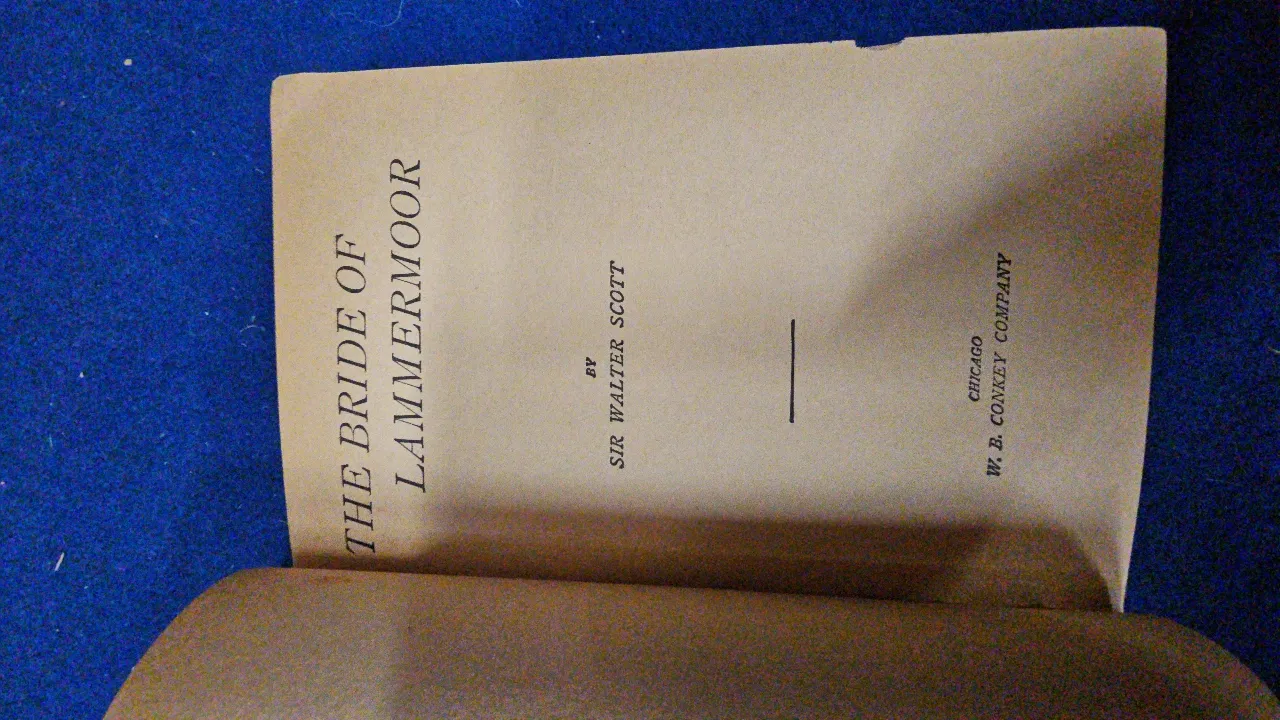 THE BRIDE OF
LAMMERMOOR
BY
SIR WALTER SCOTT
CHICAGO
W. B. CONKEY COMPANY